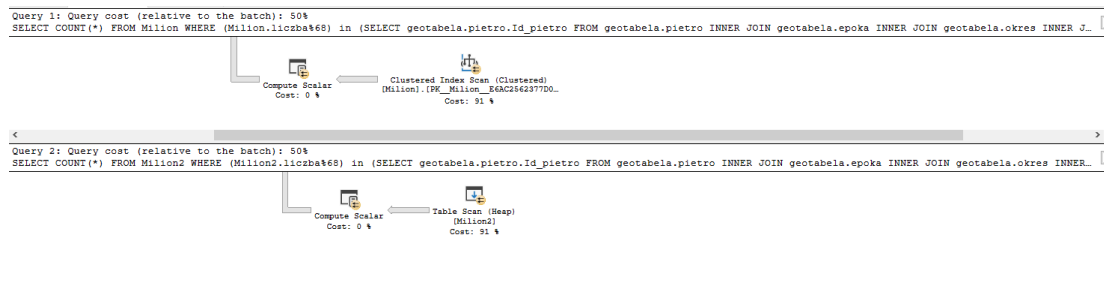 Query 1: Query cost (relative to the batch): 50%
SELECT COUNT(*) FROM Milion WHERE (Milion.liczba%68) in (SELECT geotabela.pietro.Id_pietro FROM geotabela.pietro INNER JOIN geotabela.epoka INNER JOIN geotabela.okres INNER J…
Compute Scalar
Cost: 0 %
Clustered Index Scan (Clustered)
[Milion].[PK__Milion__E6AC2562377D0…
Cost: 91 %
Query 2: Query cost (relative to the batch): 50%
SELECT COUNT(*) FROM Milion2 WHERE (Milion2.liczba%68) in (SELECT geotabela.pietro.Id_pietro FROM geotabela.pietro INNER JOIN geotabela.epoka INNER JOIN geotabela.okres INNER…
Compute Scalar
Cost: 0 %
Table Scan (Heap)
[Milion2]
Cost: 91 %